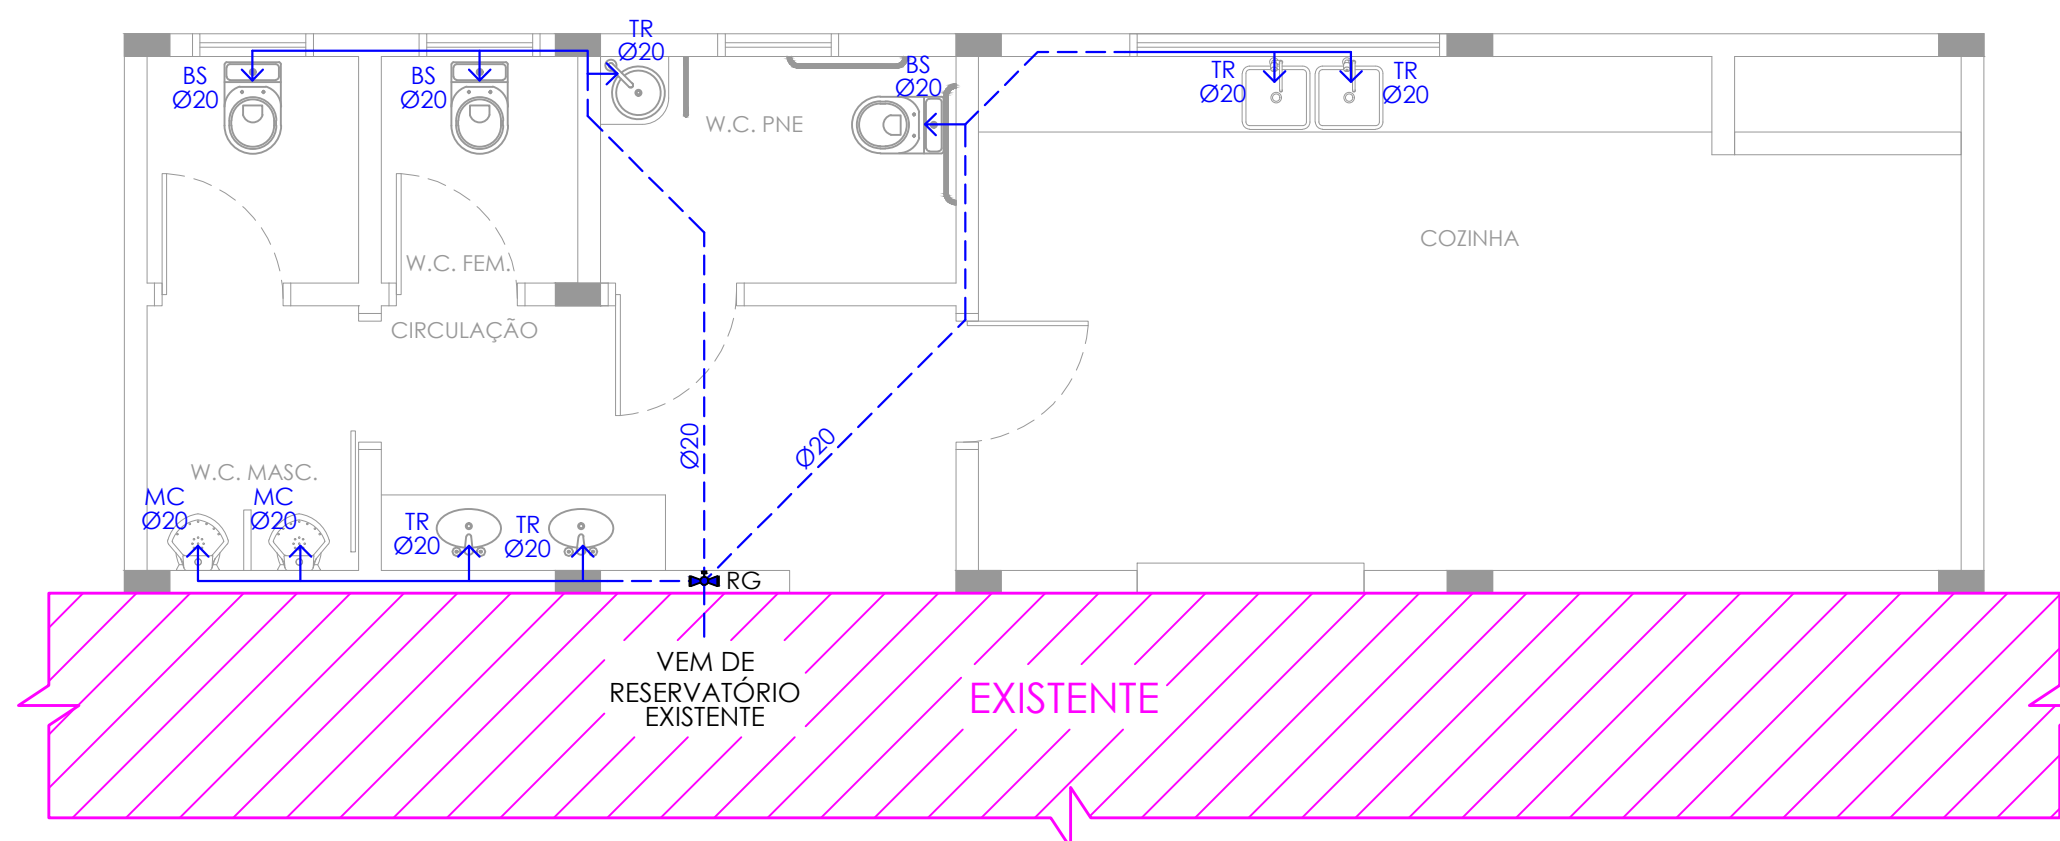 TR
Ø20
BS
Ø20
BS
Ø20
BS
Ø20
TR
Ø20
TR
Ø20
W.C. PNE
COZINHA
W.C. FEM.
CIRCULAÇÃO
Ø20
Ø20
W.C. MASC.
MC
Ø20
MC
Ø20
TR
Ø20
TR
Ø20
RG
VEM DE
RESERVATÓRIO
EXISTENTE
EXISTENTE